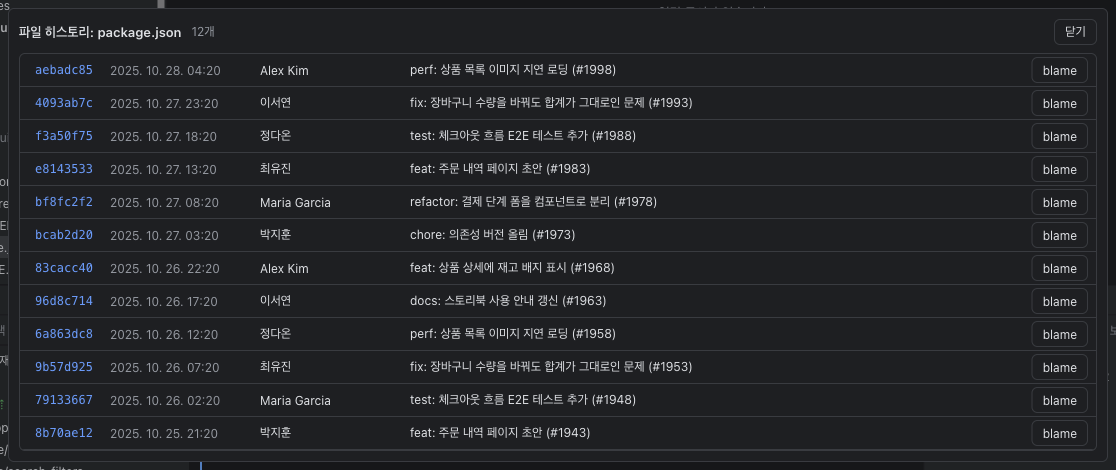 파일 히스토리: package.json 12개 닫기
aebadc85 2025. 10. 28. 04:20 Alex Kim perf: 상품 목록 이미지 지연 로딩 (#1998) blame
4093ab7c 2025. 10. 27. 23:20 이서연 fix: 장바구니 수량을 바꿔도 합계가 그대로인 문제 (#1993) blame
f3a50f75 2025. 10. 27. 18:20 정다온 test: 체크아웃 흐름 E2E 테스트 추가 (#1988) blame
e8143533 2025. 10. 27. 13:20 최유진 feat: 주문 내역 페이지 초안 (#1983) blame
bf8fc2f2 2025. 10. 27. 08:20 Maria Garcia refactor: 결제 단계 폼을 컴포넌트로 분리 (#1978) blame
bcab2d20 2025. 10. 27. 03:20 박지훈 chore: 의존성 버전 올림 (#1973) blame
83cacc40 2025. 10. 26. 22:20 Alex Kim feat: 상품 상세에 재고 배지 표시 (#1968) blame
96d8c714 2025. 10. 26. 17:20 이서연 docs: 스토리북 사용 안내 갱신 (#1963) blame
6a863dc8 2025. 10. 26. 12:20 정다온 perf: 상품 목록 이미지 지연 로딩 (#1958) blame
9b57d925 2025. 10. 26. 07:20 최유진 fix: 장바구니 수량을 바꿔도 합계가 그대로인 문제 (#1953) blame
79133667 2025. 10. 26. 02:20 Maria Garcia test: 체크아웃 흐름 E2E 테스트 추가 (#1948) blame
8b70ae12 2025. 10. 25. 21:20 박지훈 feat: 주문 내역 페이지 초안 (#1943) blame